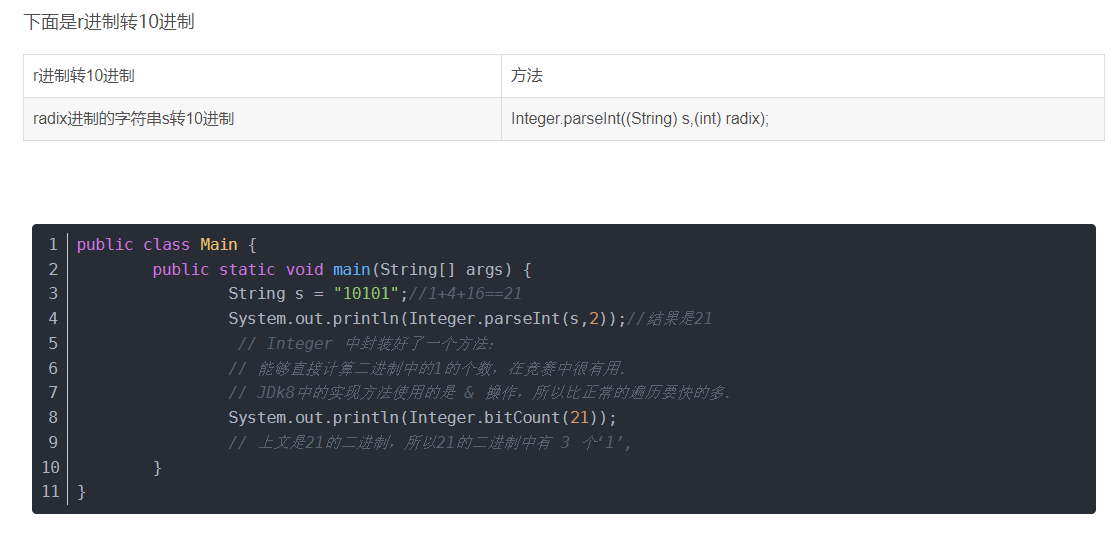 下面是r进制转10进制
r进制转10进制 方法
radix进制的字符串s转10进制 Integer.parseInt((String) s,(int) radix);
1 public class Main {
2 public static void main(String[] args) {
3 String s = "10101";//1+4+16==21
4 System.out.println(Integer.parseInt(s,2));//结果是21
5 // Integer 中封装好了一个方法:
6 // 能够直接计算二进制中的1的个数，在竞赛中很有用.
7 // JDk8中的实现方法使用的是 & 操作，所以比正常的遍历要快的多.
8 System.out.println(Integer.bitCount(21));
9 // 上文是21的二进制，所以21的二进制中有 3 个‘1’,
10 }
11 }